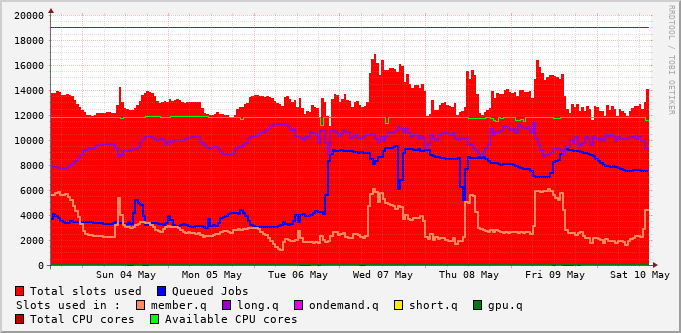 20000
18000
16000
14000
12000
10000
8000
6000
4000
2000
0
Sun 04 May Mon 05 May Tue 06 May Wed 07 May Thu 08 May Fri 09 May Sat 10 May
Total slots used Queued Jobs
Slots used in : member.q long.q ondemand.q short.q gpu.q
Total CPU cores Available CPU cores
RRDTOOL / TOBI OETIKER